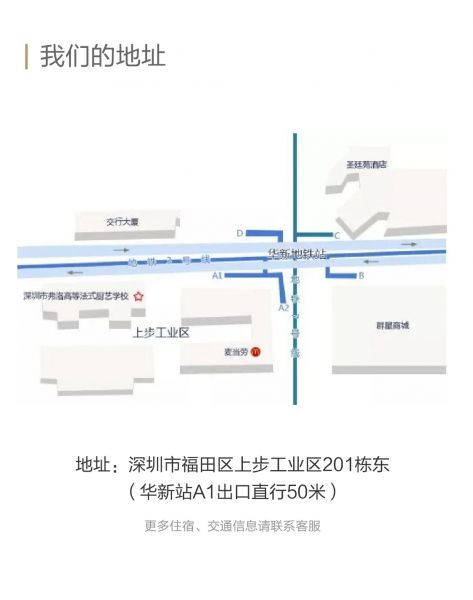 我们的地址
圣廷苑酒店
交行大厦
D
C
华新地铁站
地铁3号线
A1
B
A2
地铁7号线
深圳市弗洛高等法式厨艺学校
上步工业区
群星商城
麦当劳
地址：深圳市福田区上步工业区201栋东
（华新站A1出口直行50米）
更多住宿、交通信息请联系客服